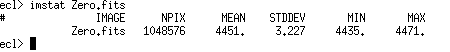 ecl> imstat Zero.fits
# IMAGE NPIX MEAN STDDEV MIN MAX
Zero.fits 1048576 4451. 3.227 4435. 4471.
ecl>